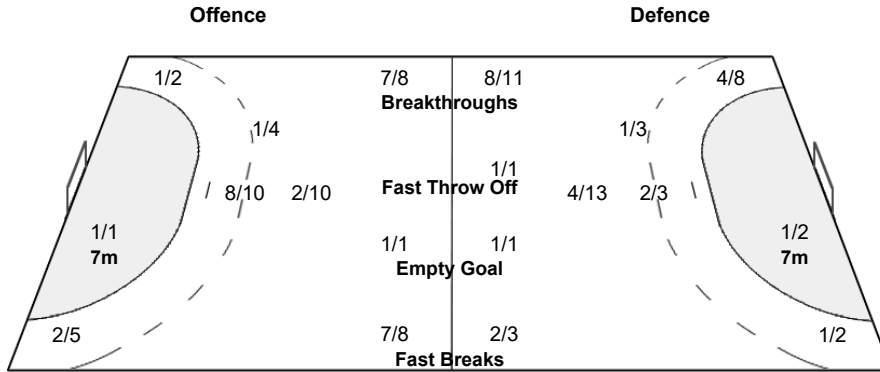 Offence Defence
1/2 7/8 8/11 4/8
Breakthroughs
1/4 1/3
1/1
Fast Throw Off
8/10 2/10 4/13 2/3
1/1 1/2
7m 7m
1/1 1/1
Empty Goal
2/5 7/8 2/3 1/2
Fast Breaks